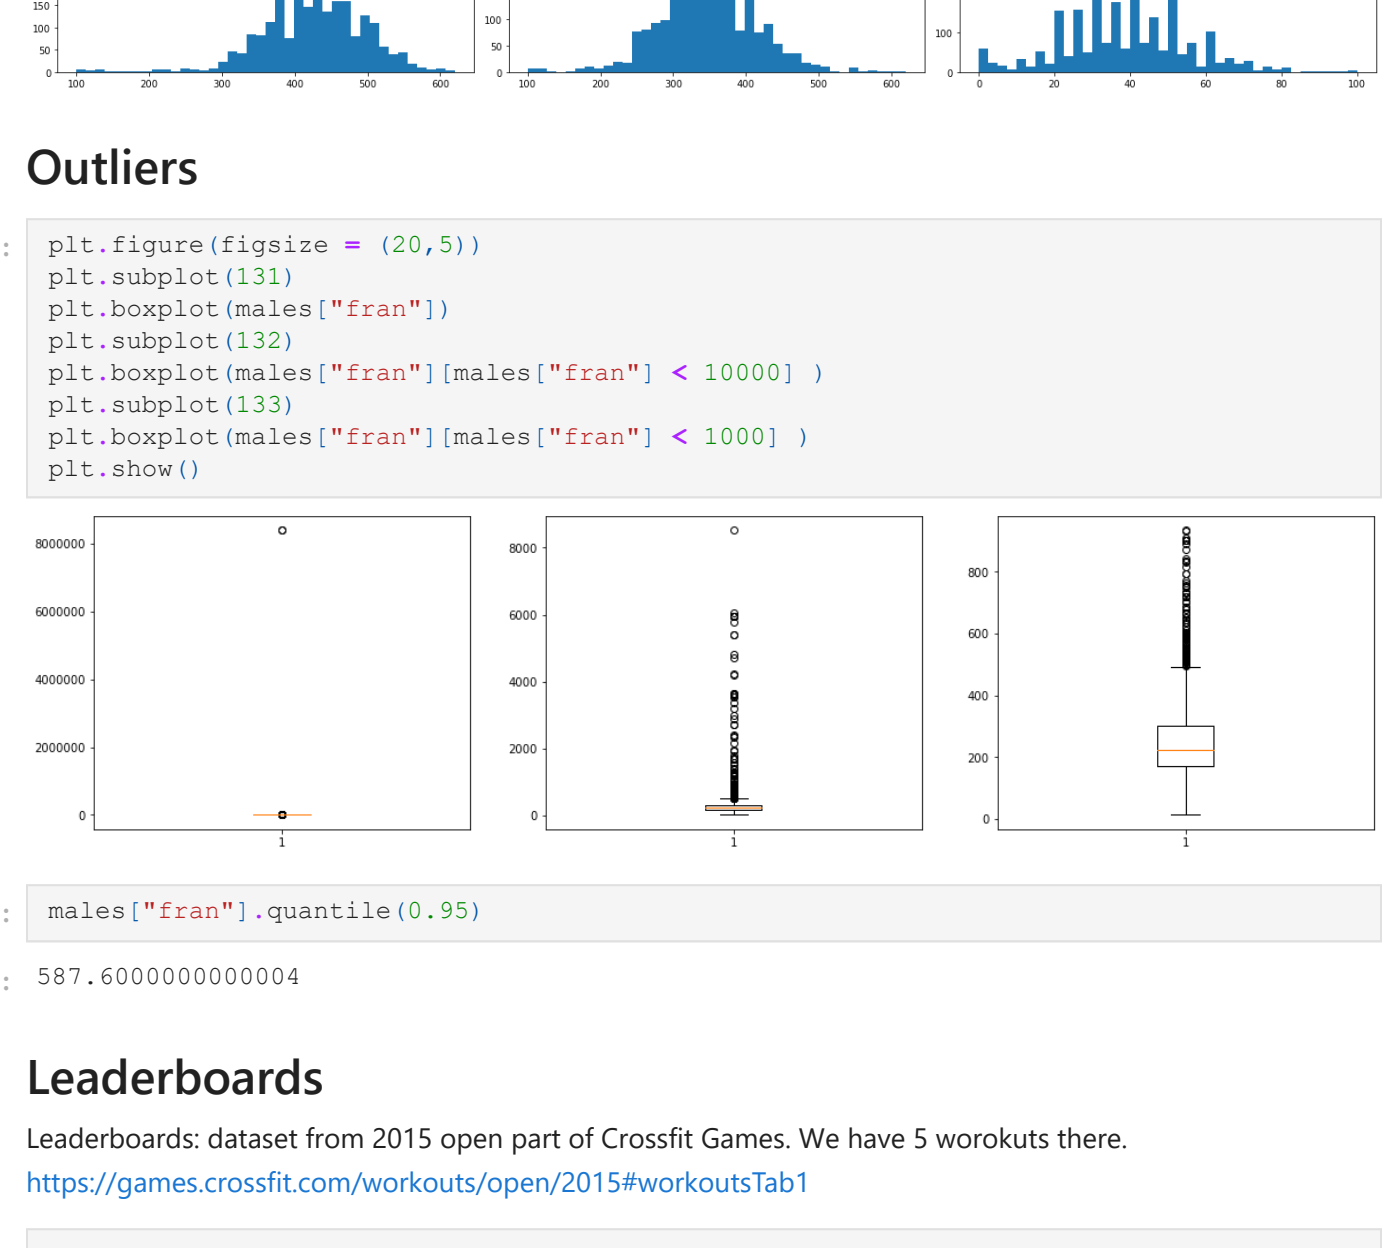 150
100
50
0
100 200 300 400 500 600
100
50
0
100 200 300 400 500 600
100
0
0 20 40 60 80 100
Outliers
:
plt.figure(figsize = (20,5))
plt.subplot(131)
plt.boxplot(males["fran"])
plt.subplot(132)
plt.boxplot(males["fran"][males["fran"] < 10000] )
plt.subplot(133)
plt.boxplot(males["fran"][males["fran"] < 1000] )
plt.show()
8000000
6000000
4000000
2000000
0
1
8000
6000
4000
2000
0
1
800
600
400
200
0
1
:
males["fran"].quantile(0.95)
:
587.6000000000004
Leaderboards
Leaderboards: dataset from 2015 open part of Crossfit Games. We have 5 worokuts there.
https://games.crossfit.com/workouts/open/2015#workoutsTab1